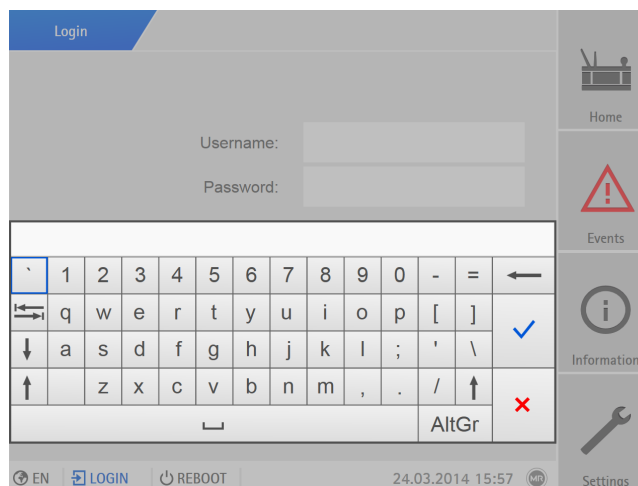 Login
Home
Username:
Password:
Events
` 1 2 3 4 5 6 7 8 9 0 - =
q w e r t y u i o p [ ]
a s d f g h j k l ; ' \
z x c v b n m , . /
AltGr
Information
EN LOGIN REBOOT 24.03.2014 15:57 MR
Settings